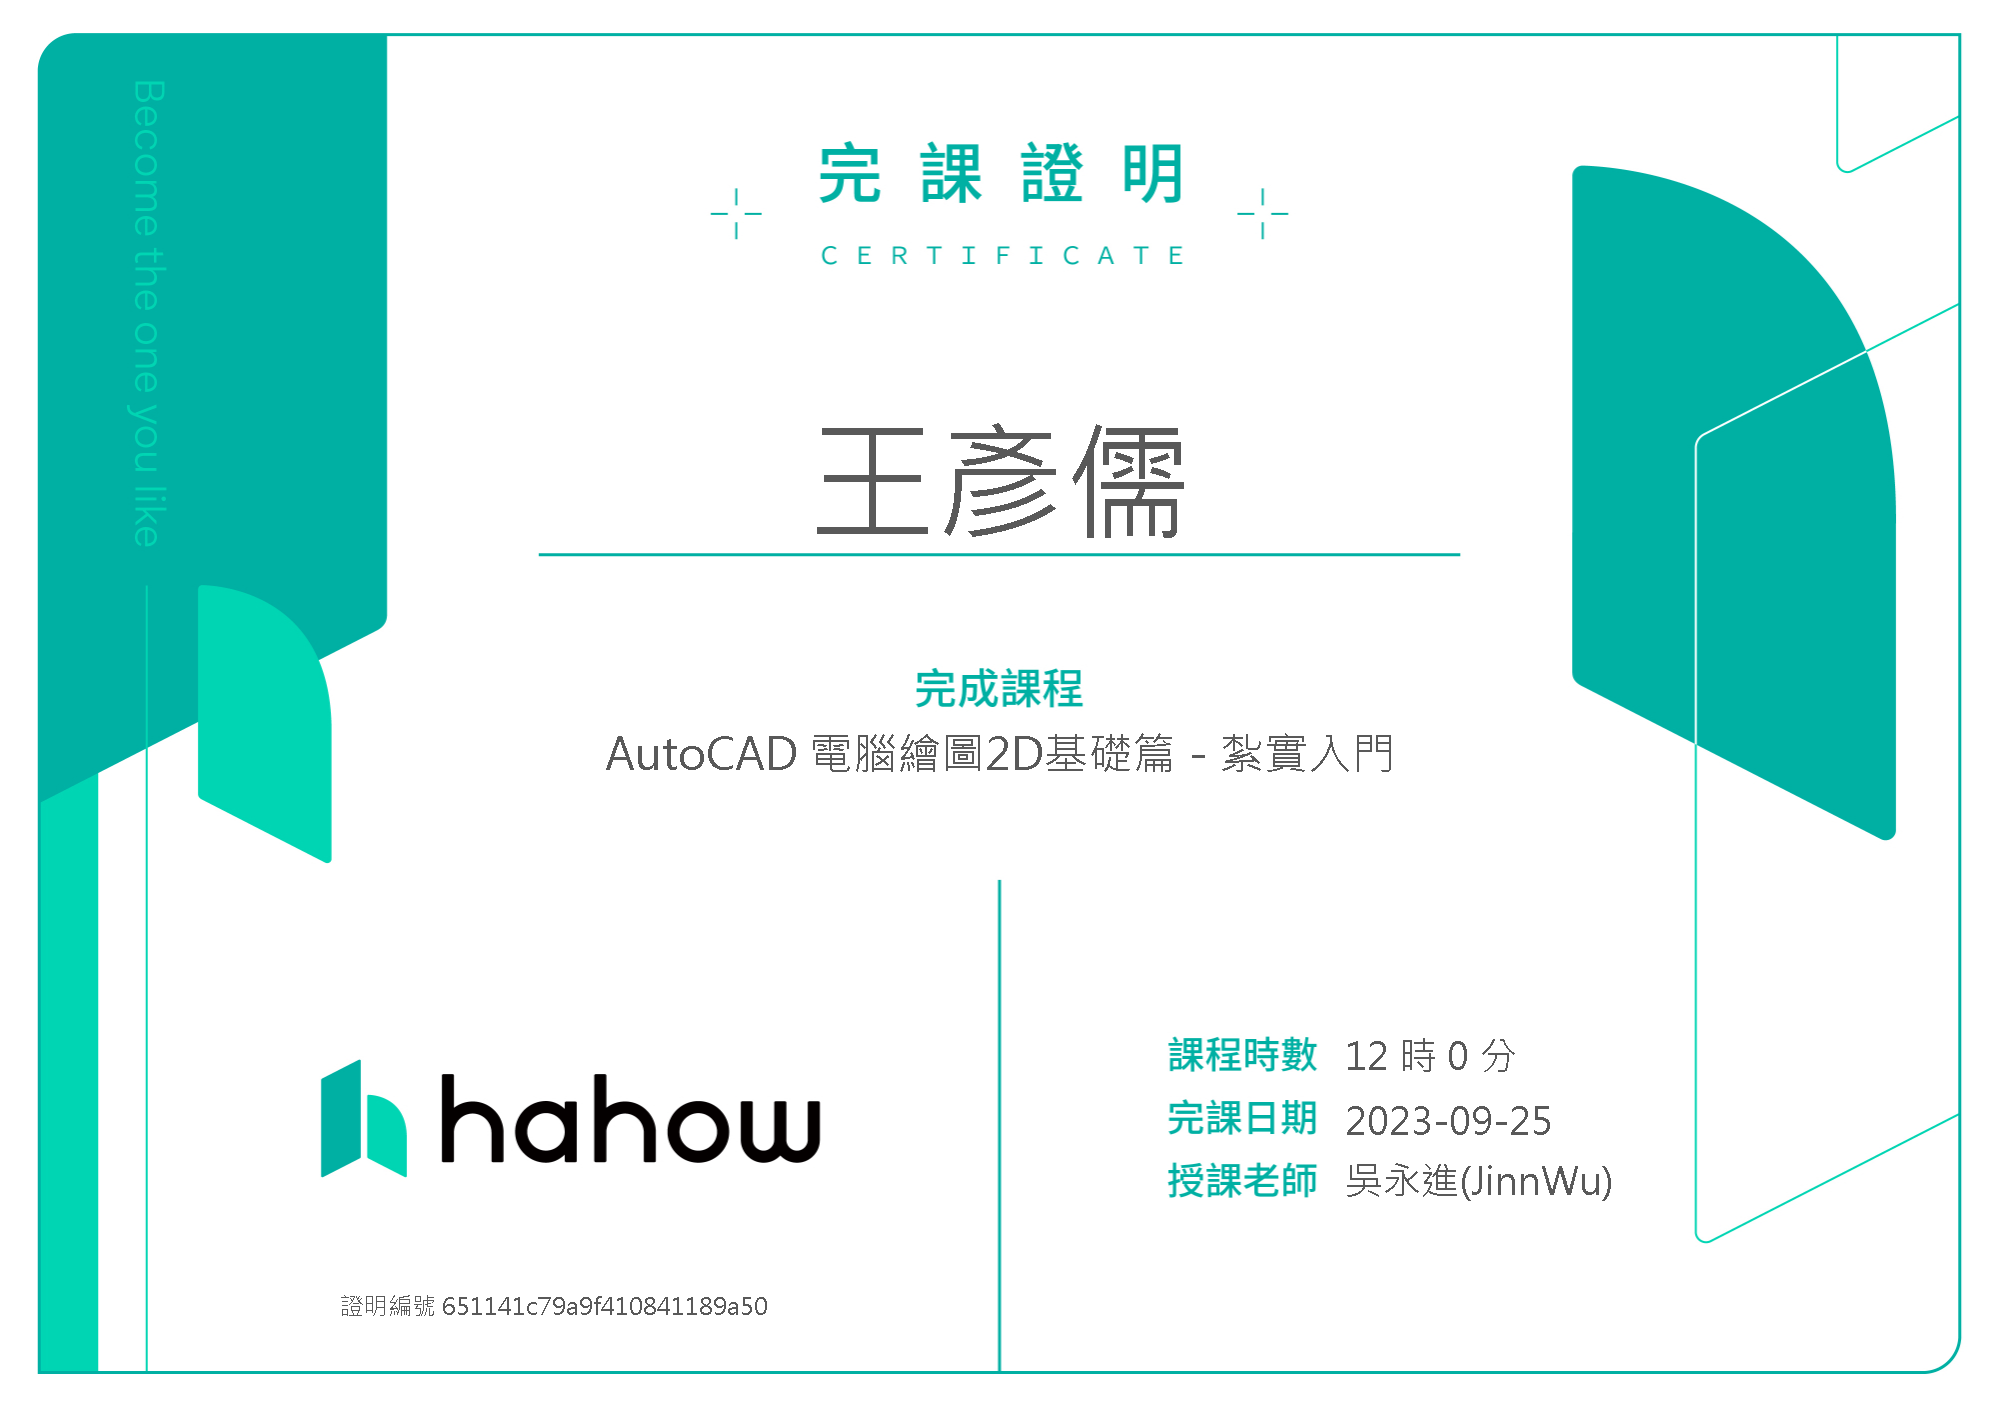 Become the one you like
完課證明
CERTIFICATE
王彥儒
完成課程
AutoCAD 電腦繪圖2D基礎篇 - 紮實入門
hahow
課程時數 12 時 0 分
完課日期 2023-09-25
授課老師 吳永進(JinnWu)
證明編號 651141c79a9f410841189a50